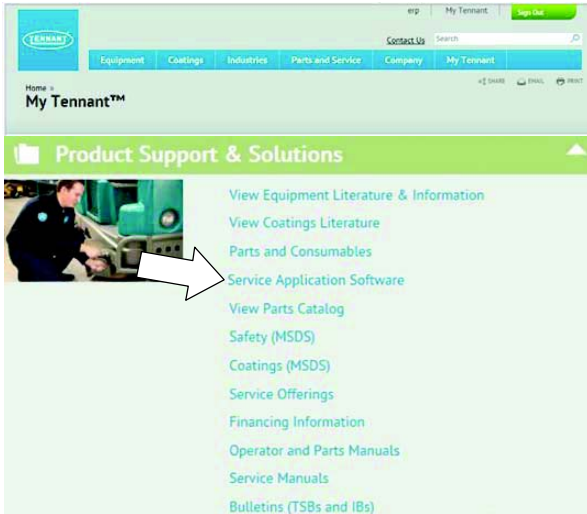 erp My Tennant Sign Out
TENNANT
Contact Us Search
Equipment Coatings Industries Parts and Service Company My Tennant
SHARE EMAIL PRINT
Home »
My Tennant™
Product Support & Solutions
View Equipment Literature & Information
View Coatings Literature
Parts and Consumables
Service Application Software
View Parts Catalog
Safety (MSDS)
Coatings (MSDS)
Service Offerings
Financing Information
Operator and Parts Manuals
Service Manuals
Bulletins (TSBs and IBs)